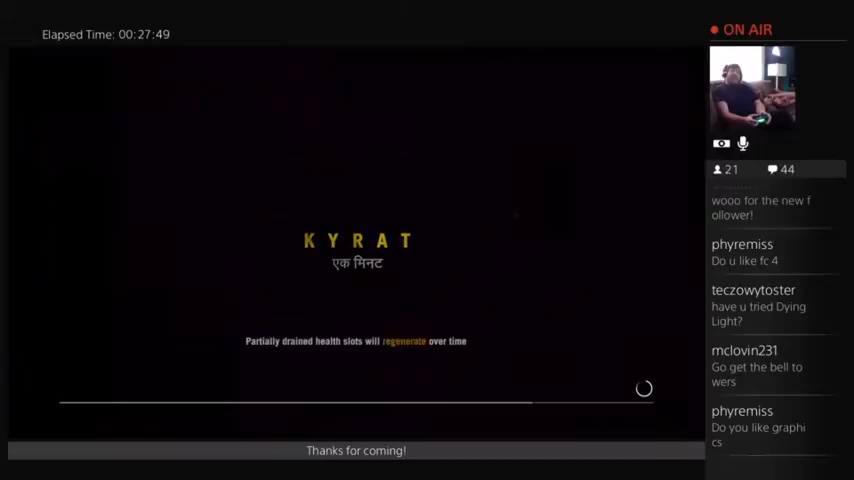 Elapsed Time: 00:27:49
ON AIR
21 44
wooo for the new f
ollower!
phyremiss
Do u like fc 4
teczowytoster
have u tried Dying
Light?
mclovin231
Go get the bell to
wers
phyremiss
Do you like graphi
cs
KYRAT
एक मिनट
Partially drained health slots will regenerate over time
Thanks for coming!